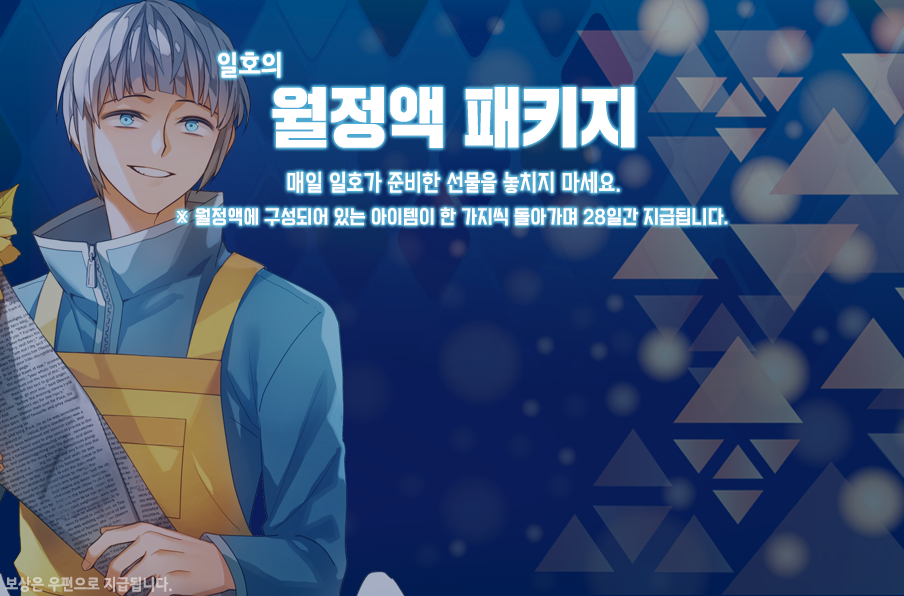 일호의
월정액 패키지
매일 일호가 준비한 선물을 놓치지 마세요.
※ 월정액에 구성되어 있는 아이템이 한 가지씩 돌아가며 28일간 지급됩니다.
보상은 우편으로 지급됩니다.